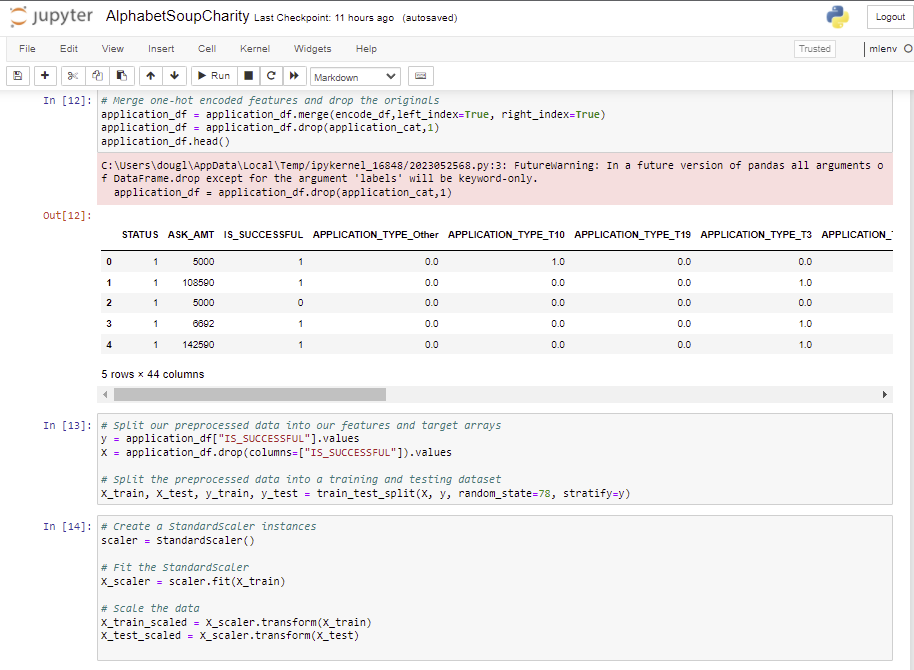 jupyter AlphabetSoupCharity Last Checkpoint: 11 hours ago (autosaved)
Logout
File Edit View Insert Cell Kernel Widgets Help
Trusted
mlenv
Run
Markdown
In [12]: # Merge one-hot encoded features and drop the originals
application_df = application_df.merge(encode_df,left_index=True, right_index=True)
application_df = application_df.drop(application_cat,1)
application_df.head()
C:\Users\dougl\AppData\Local\Temp/ipykernel_16848/2023052568.py:3: FutureWarning: In a future version of pandas all arguments o
f DataFrame.drop except for the argument 'labels' will be keyword-only.
application_df = application_df.drop(application_cat,1)
Out[12]:
STATUS ASK_AMT IS_SUCCESSFUL APPLICATION_TYPE_Other APPLICATION_TYPE_T10 APPLICATION_TYPE_T19 APPLICATION_TYPE_T3 APPLICATION_
0 1 5000 1 0.0 1.0 0.0 0.0
1 1 108590 1 0.0 0.0 0.0 1.0
2 1 5000 0 0.0 0.0 0.0 0.0
3 1 6692 1 0.0 0.0 0.0 1.0
4 1 142590 1 0.0 0.0 0.0 1.0
5 rows × 44 columns
In [13]: # Split our preprocessed data into our features and target arrays
y = application_df["IS_SUCCESSFUL"].values
X = application_df.drop(columns=["IS_SUCCESSFUL"]).values
# Split the preprocessed data into a training and testing dataset
X_train, X_test, y_train, y_test = train_test_split(X, y, random_state=78, stratify=y)
In [14]: # Create a StandardScaler instances
scaler = StandardScaler()
# Fit the StandardScaler
X_scaler = scaler.fit(X_train)
# Scale the data
X_train_scaled = X_scaler.transform(X_train)
X_test_scaled = X_scaler.transform(X_test)